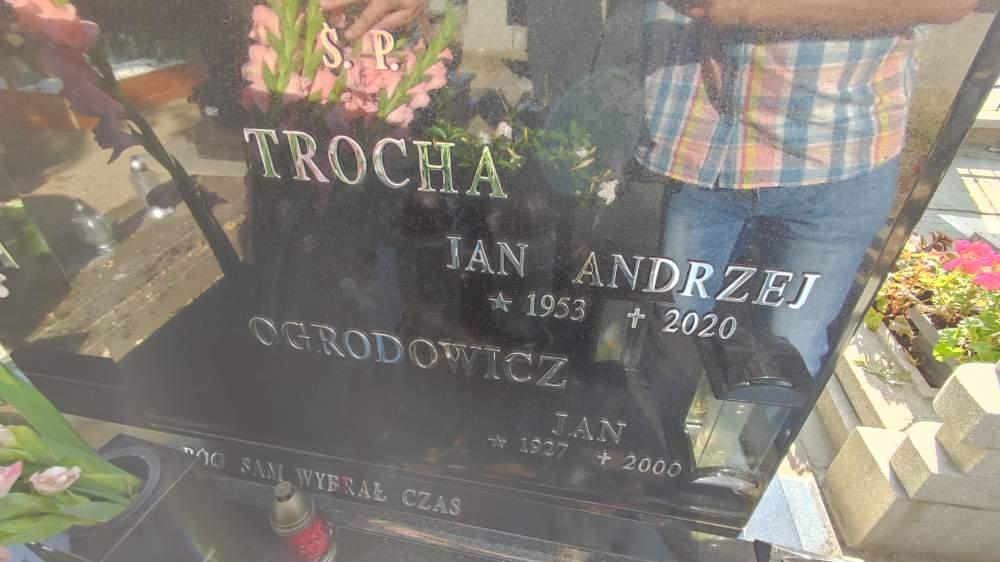 Ś. P.
TROCHA
JAN ANDRZEJ
★ 1953 ✝ 2020
OGRODOWICZ
JAN
★ 1927 ✝ 2000
BÓG SAM WYBRAŁ CZAS